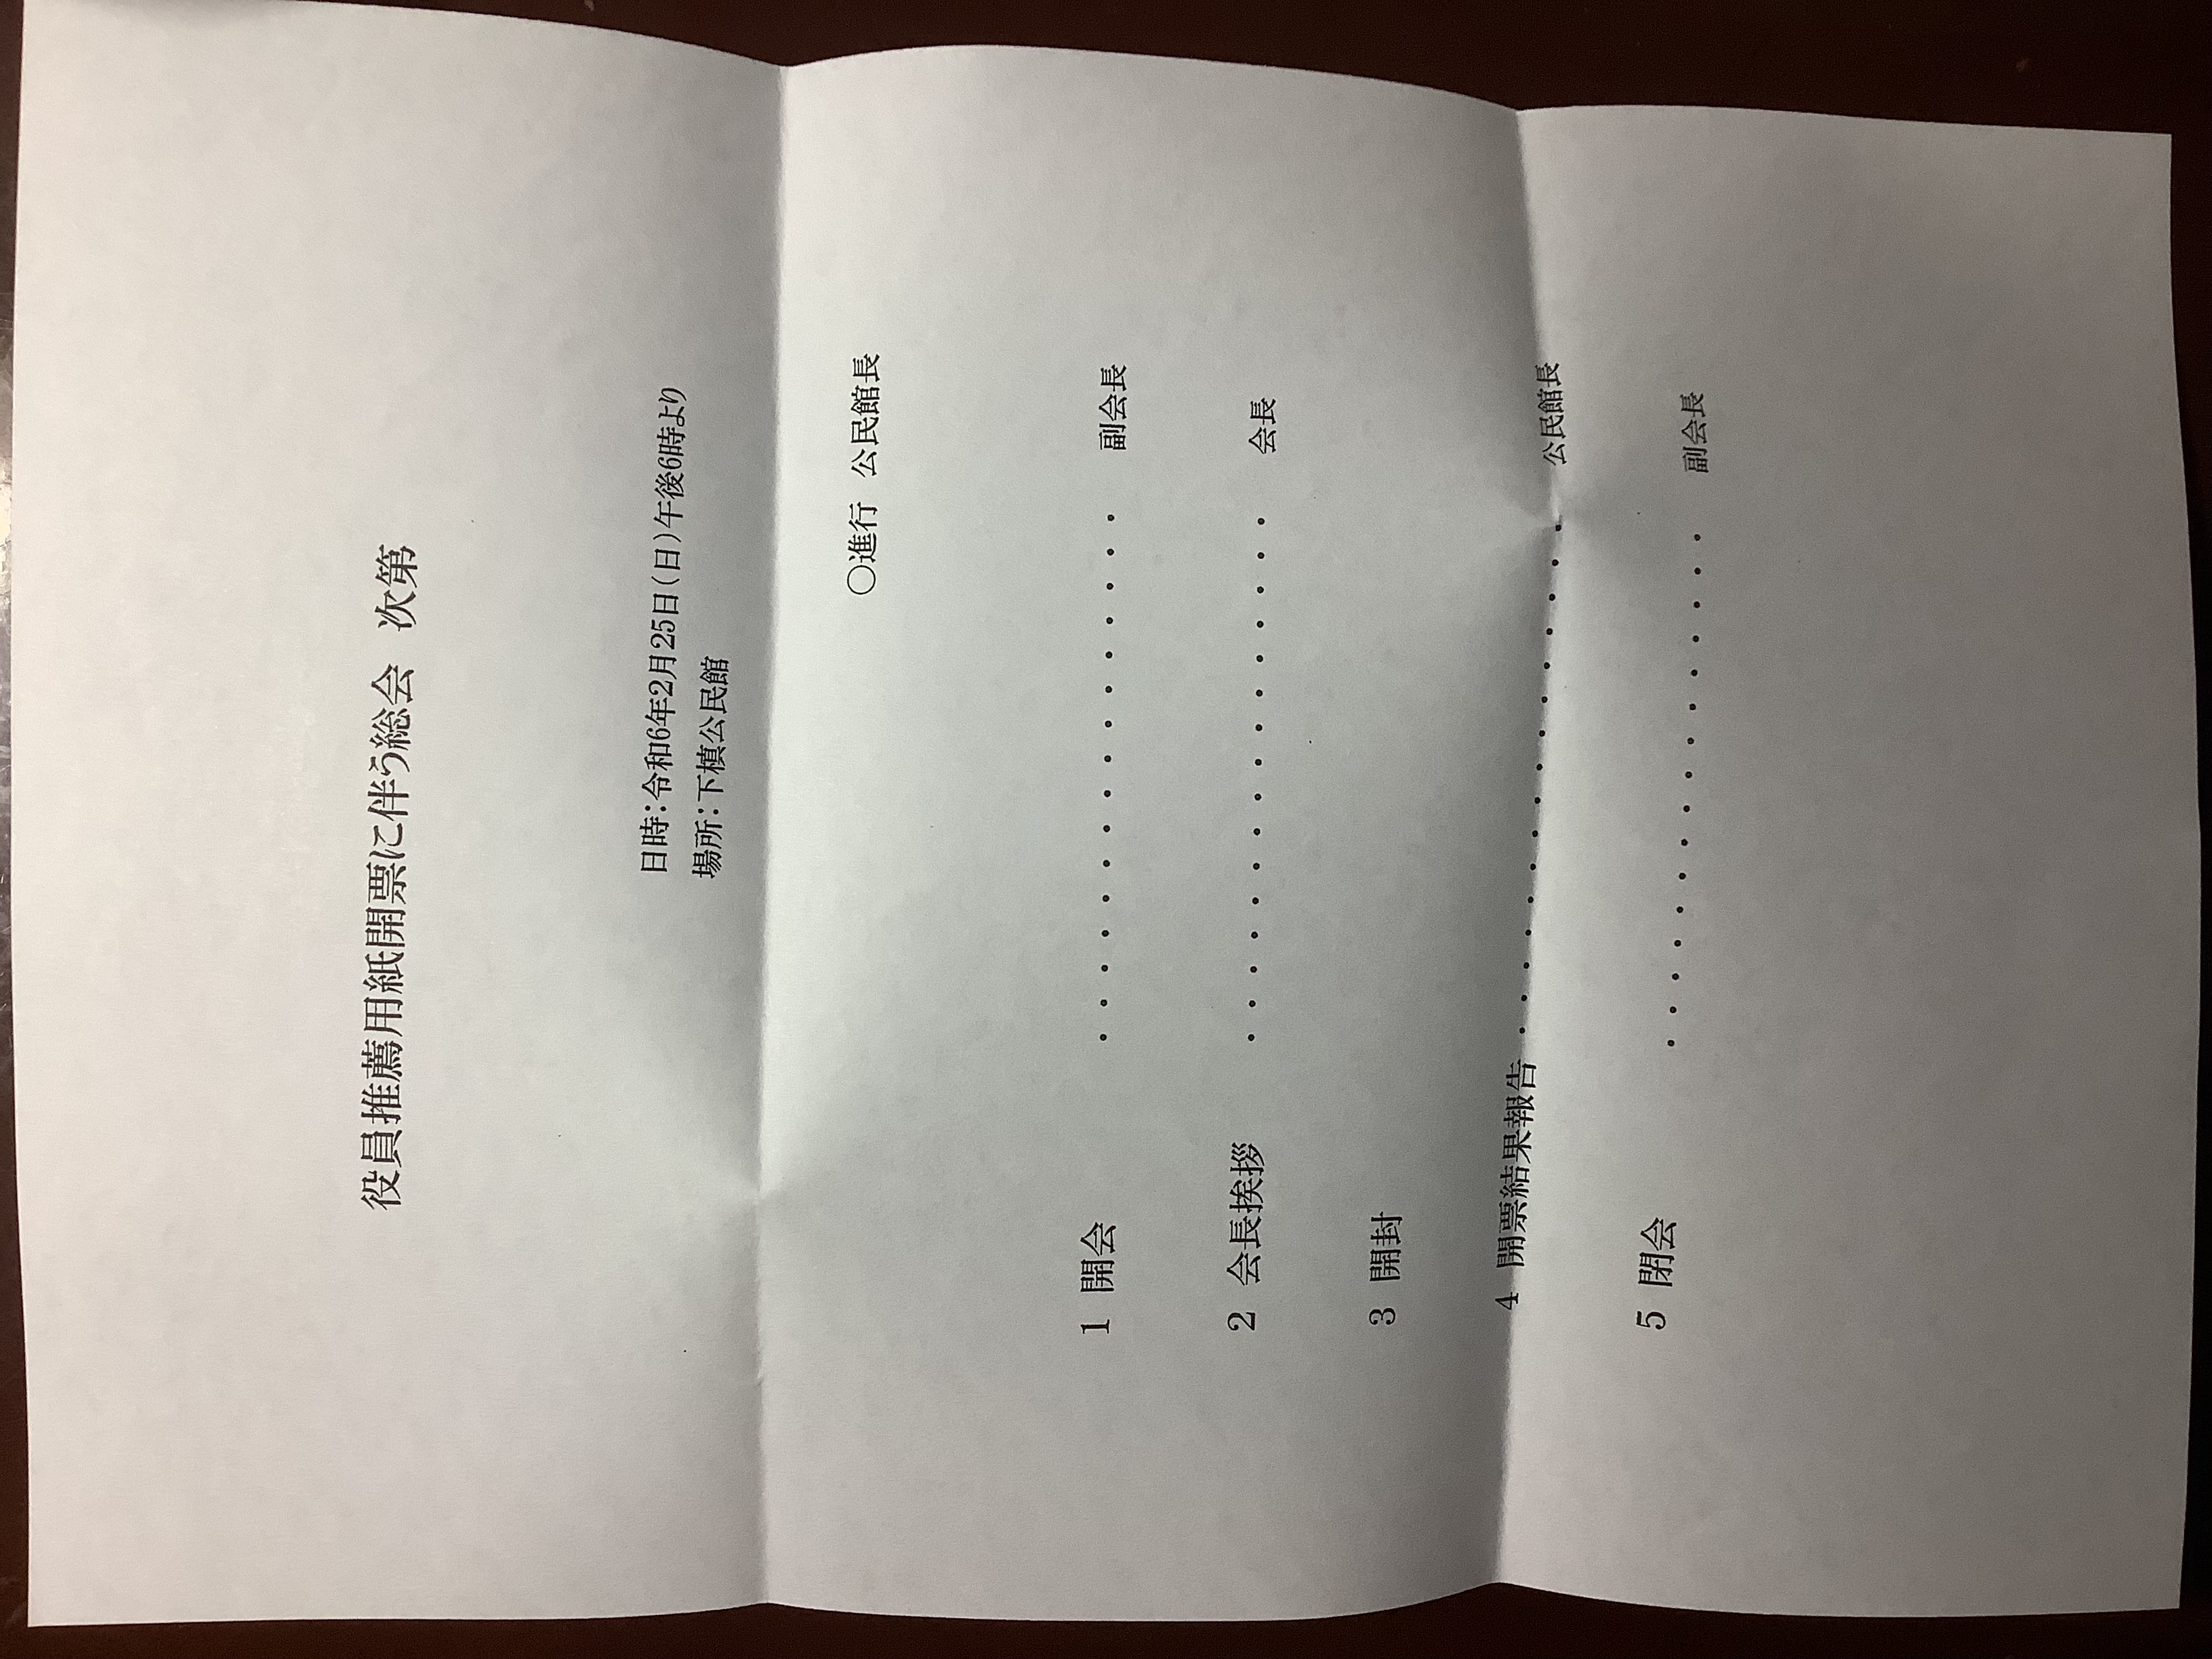 役員推薦用紙開票に伴う総会　次第
日時：令和6年2月25日（日）午後6時より
場所：下槙公民館
○進行　公民館長
1　開会　・・・・・・・・・・・・・・・・　副会長
2　会長挨拶　・・・・・・・・・・・・・・・・　会長
3　開封
4　開票結果報告・・・・・・・・・・・・・・・・　公民館長
5　閉会　・・・・・・・・・・・・・・・・　副会長